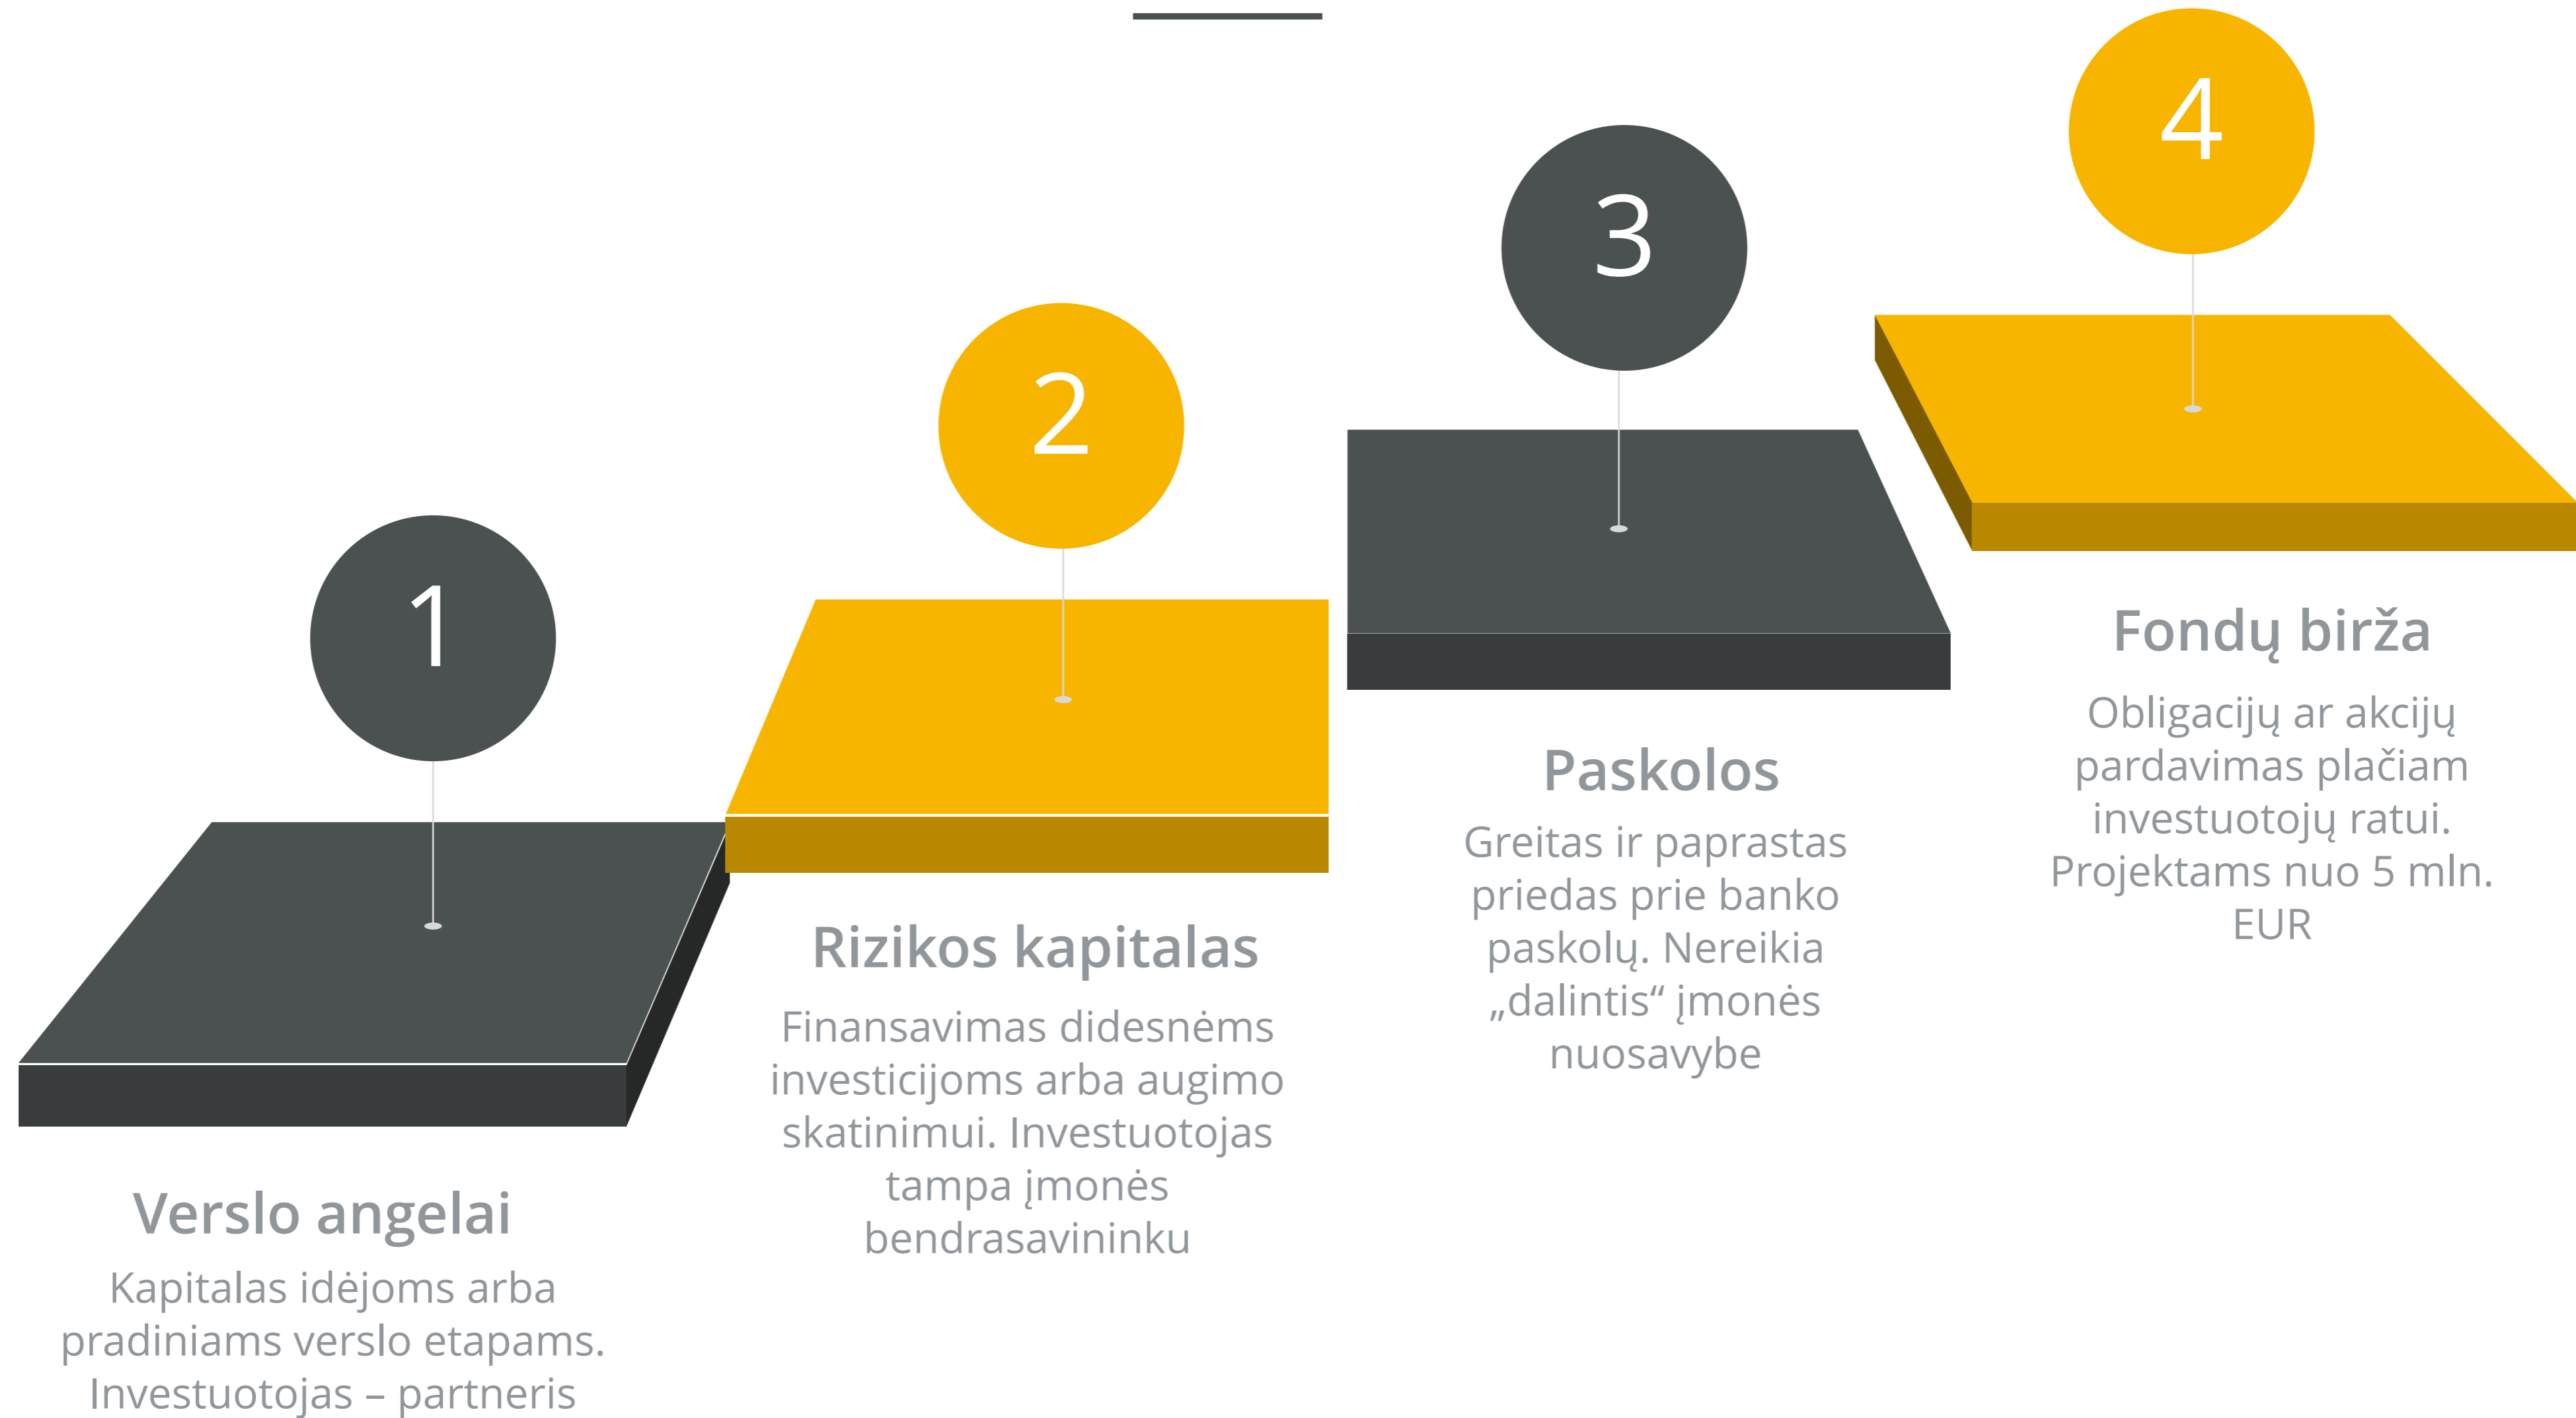 1
Verslo angelai
Kapitalas idėjoms arba
pradiniams verslo etapams.
Investuotojas – partneris
2
Rizikos kapitalas
Finansavimas didesnėms
investicijoms arba augimo
skatinimui. Investuotojas
tampa įmonės
bendrasavininku
3
Paskolos
Greitas ir paprastas
priedas prie banko
paskolų. Nereikia
„dalintis“ įmonės
nuosavybe
4
Fondų birža
Obligacijų ar akcijų
pardavimas plačiam
investuotojų ratui.
Projektams nuo 5 mln.
EUR